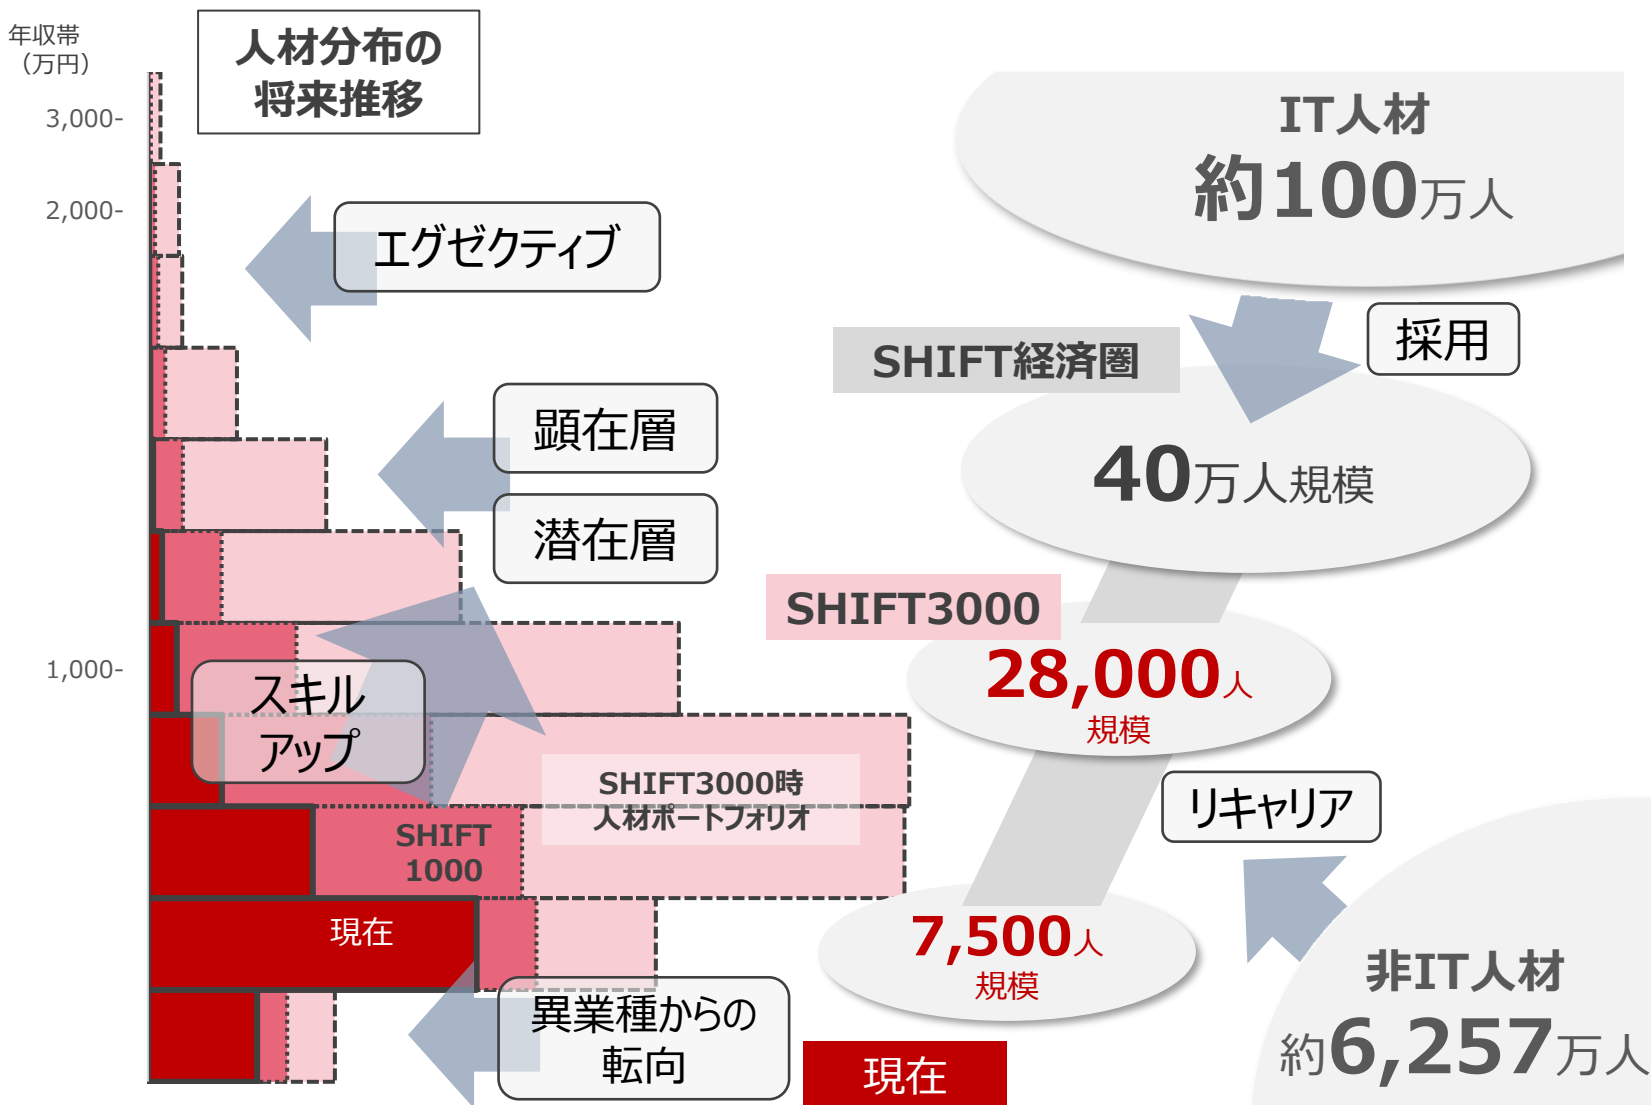 年収帯
(万円)
人材分布の
将来推移
3,000-
2,000-
1,000-
エグゼクティブ
顕在層
潜在層
スキル
アップ
SHIFT3000時
人材ポートフォリオ
SHIFT
1000
現在
異業種からの
転向
IT人材
約100万人
採用
SHIFT経済圏
40万人規模
SHIFT3000
28,000人
規模
リキャリア
7,500人
規模
現在
非IT人材
約6,257万人